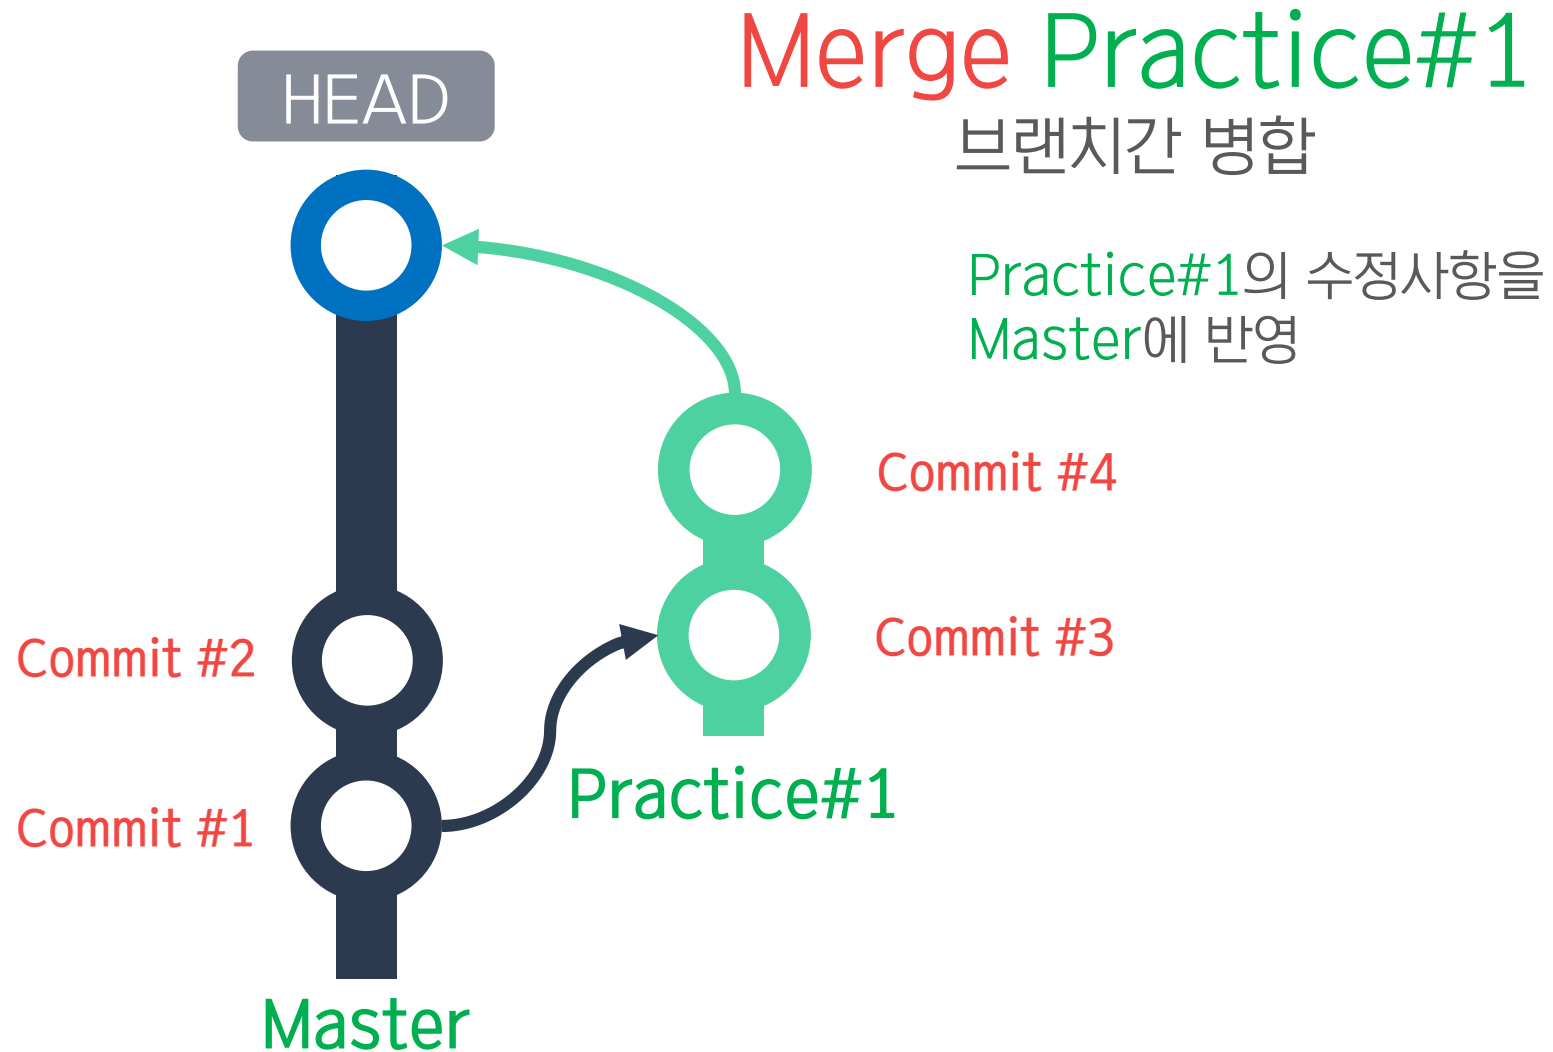 Merge Practice#1
브랜치간 병합
HEAD
Practice#1의 수정사항을
Master에 반영
Commit #4
Commit #3
Commit #2
Practice#1
Commit #1
Master